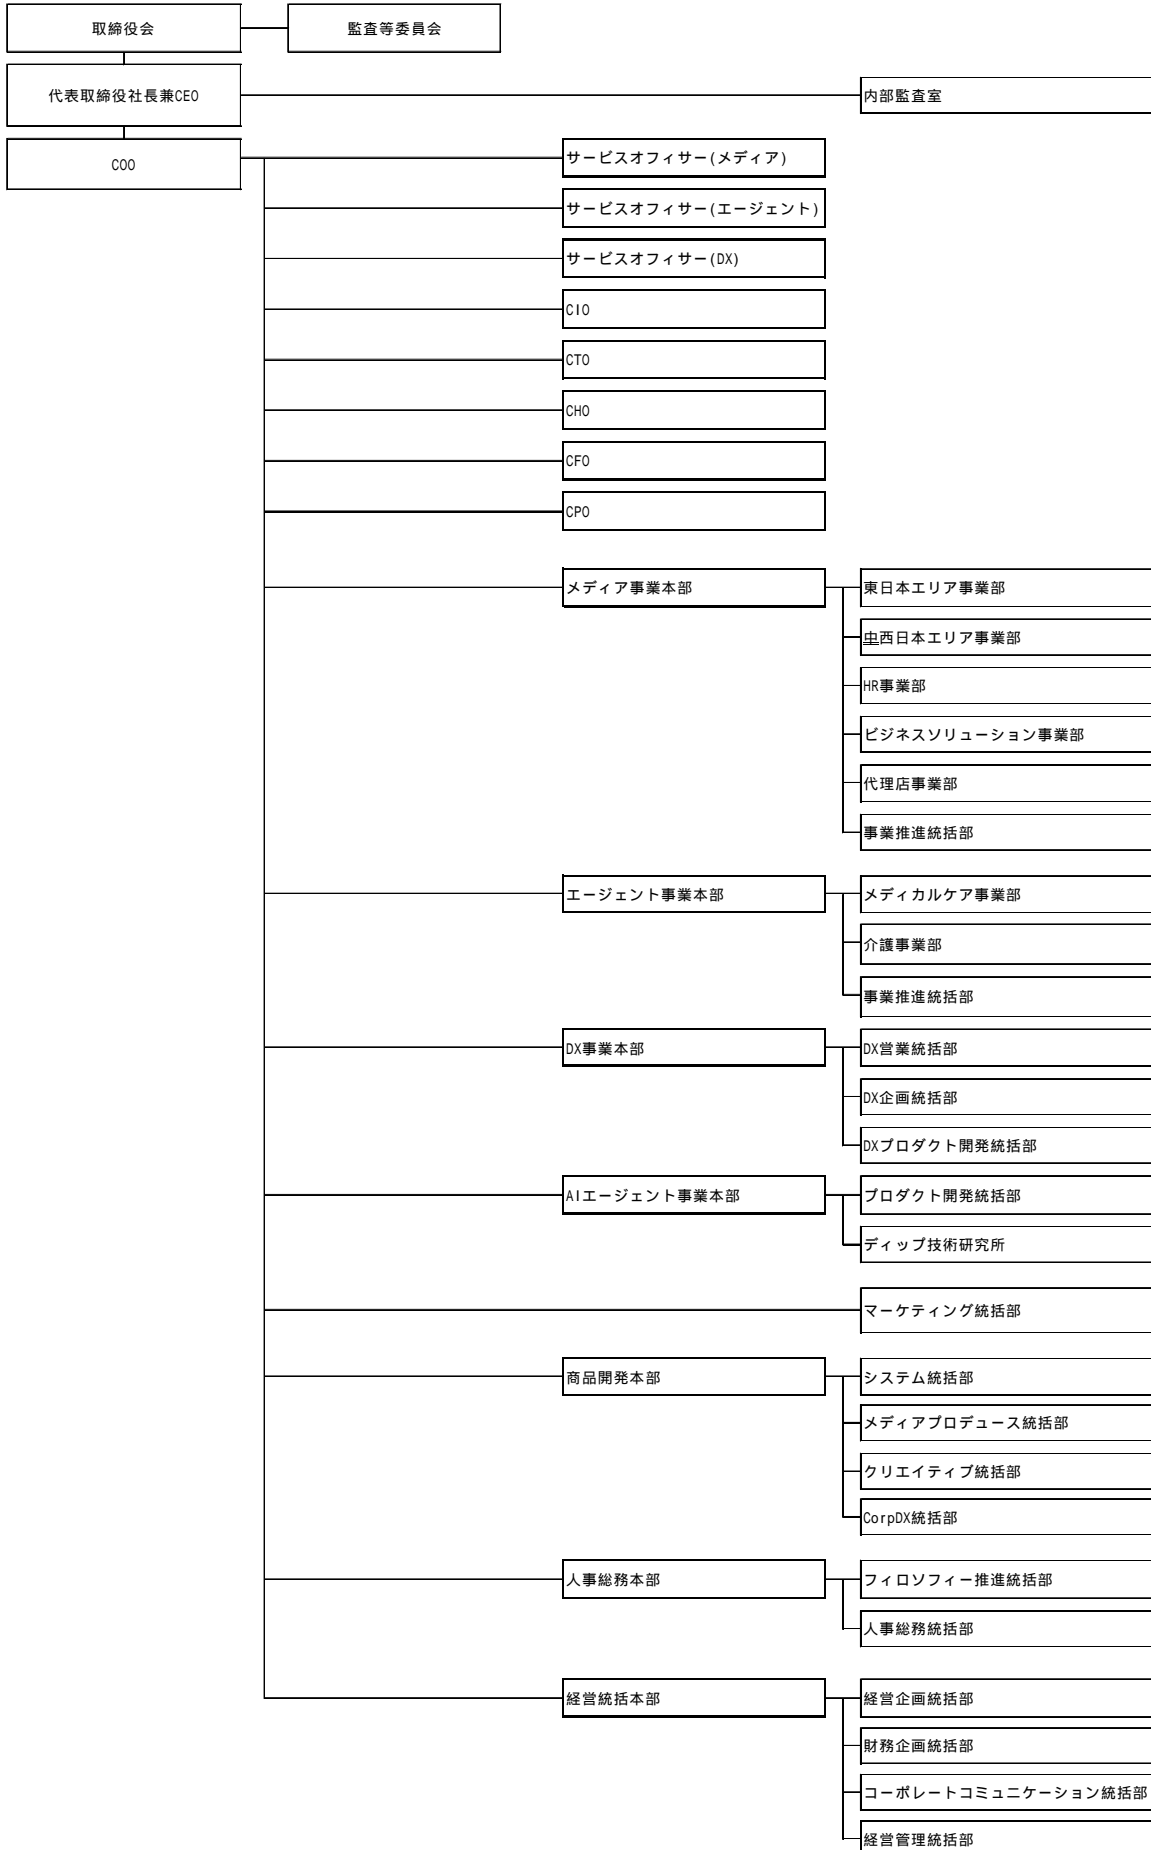 取締役会 監査等委員会
代表取締役社長兼CEO 内部監査室
COO サービスオフィサー(メディア)
サービスオフィサー(エージェント)
サービスオフィサー(DX)
CIO
CTO
CHO
CFO
CPO
メディア事業本部 東日本エリア事業部
中西日本エリア事業部
HR事業部
ビジネスソリューション事業部
代理店事業部
事業推進統括部
エージェント事業本部 メディカルケア事業部
介護事業部
事業推進統括部
DX事業本部 DX営業統括部
DX企画統括部
DXプロダクト開発統括部
AIエージェント事業本部 プロダクト開発統括部
ディップ技術研究所
マーケティング統括部
商品開発本部 システム統括部
メディアプロデュース統括部
クリエイティブ統括部
CorpDX統括部
人事総務本部 フィロソフィー推進統括部
人事総務統括部
経営統括本部 経営企画統括部
財務企画統括部
コーポレートコミュニケーション統括部
経営管理統括部